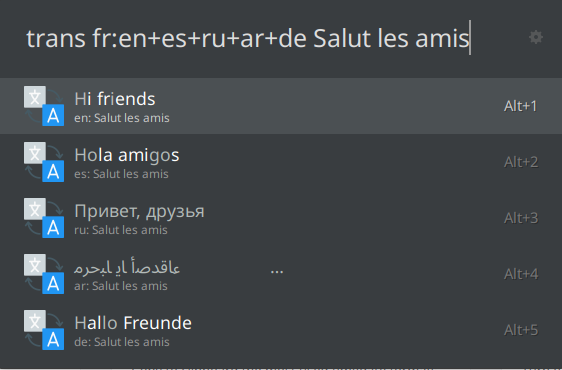 trans fr:en+es+ru+ar+de Salut les amis
Hi friends
en: Salut les amis
Alt+1
Hola amigos
es: Salut les amis
Alt+2
Привет, друзья
ru: Salut les amis
Alt+3
عاقدصأ اي ابحرم ...
ar: Salut les amis
Alt+4
Hallo Freunde
de: Salut les amis
Alt+5